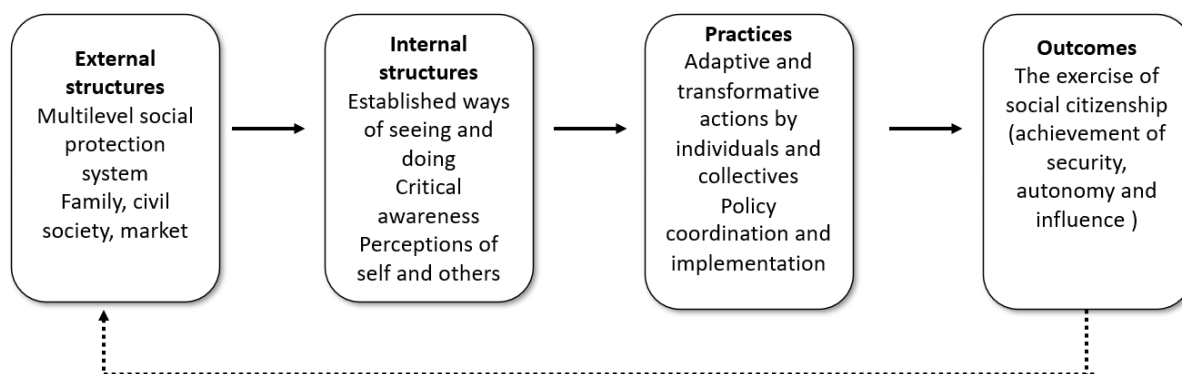 External
structures
Multilevel social
protection
system
Family, civil
society, market
Internal
structures
Established ways
of seeing and
doing
Critical
awareness
Perceptions of
self and others
Practices
Adaptive and
transformative
actions by
individuals and
collectives
Policy
coordination and
implementation
Outcomes
The exercise of
social citizenship
(achievement of
security,
autonomy and
influence )